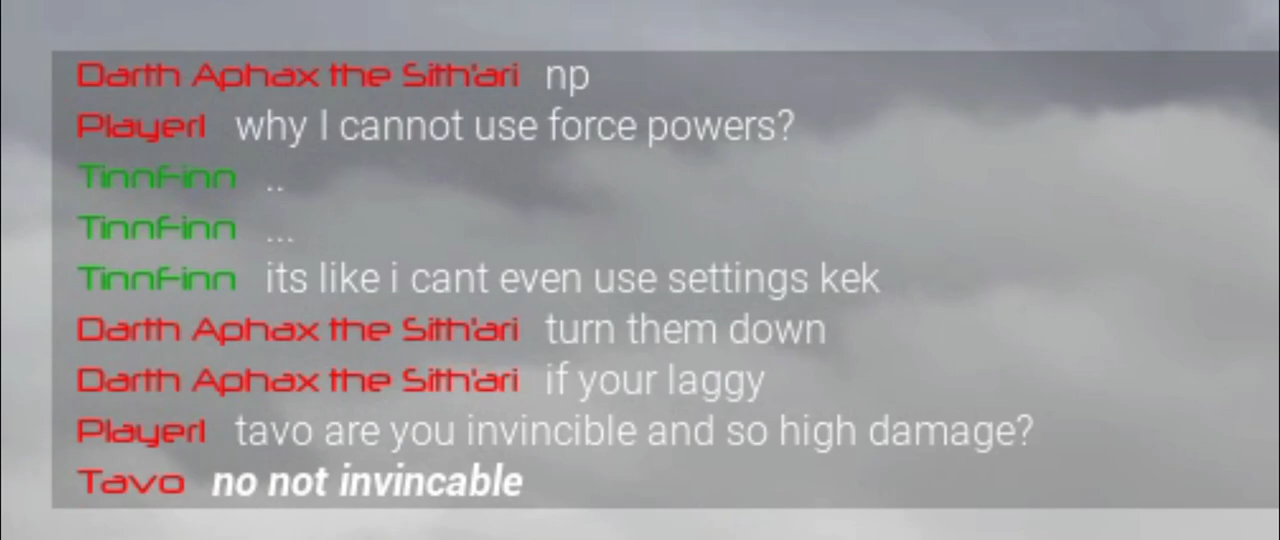 Darth Aphax the Sith'ari np
Player1 why I cannot use force powers?
TinnFinn ..
TinnFinn ...
TinnFinn its like i cant even use settings kek
Darth Aphax the Sith'ari turn them down
Darth Aphax the Sith'ari if your laggy
Player1 tavo are you invincible and so high damage?
Tavo no not invincable